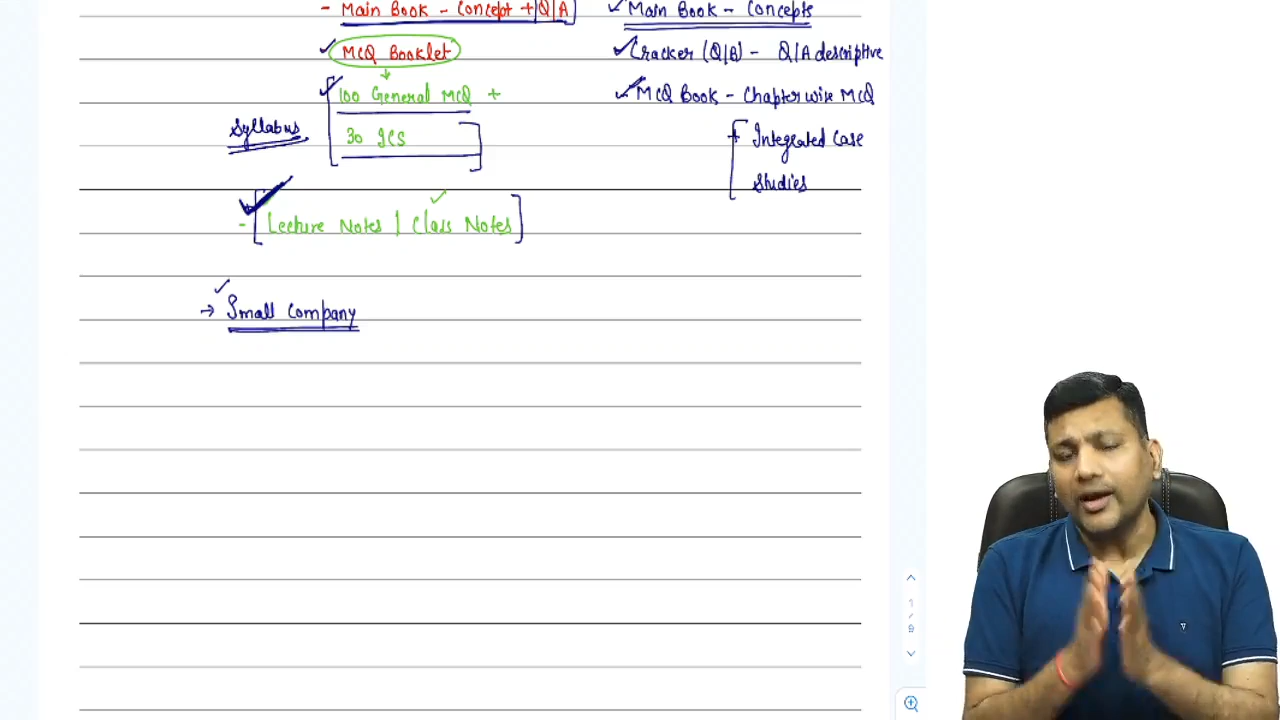 - Main Book - Concept + Q|A
MCQ Booklet
100 General MCQ +
30 ICS
Syllabus
- [Lecture Notes | Class Notes]
→ Small Company
Main Book - Concepts
Cracker (Q|A) - Q|A descriptive
- MCQ Book - Chapterwise MCQ
+ Integrated Case
Studies